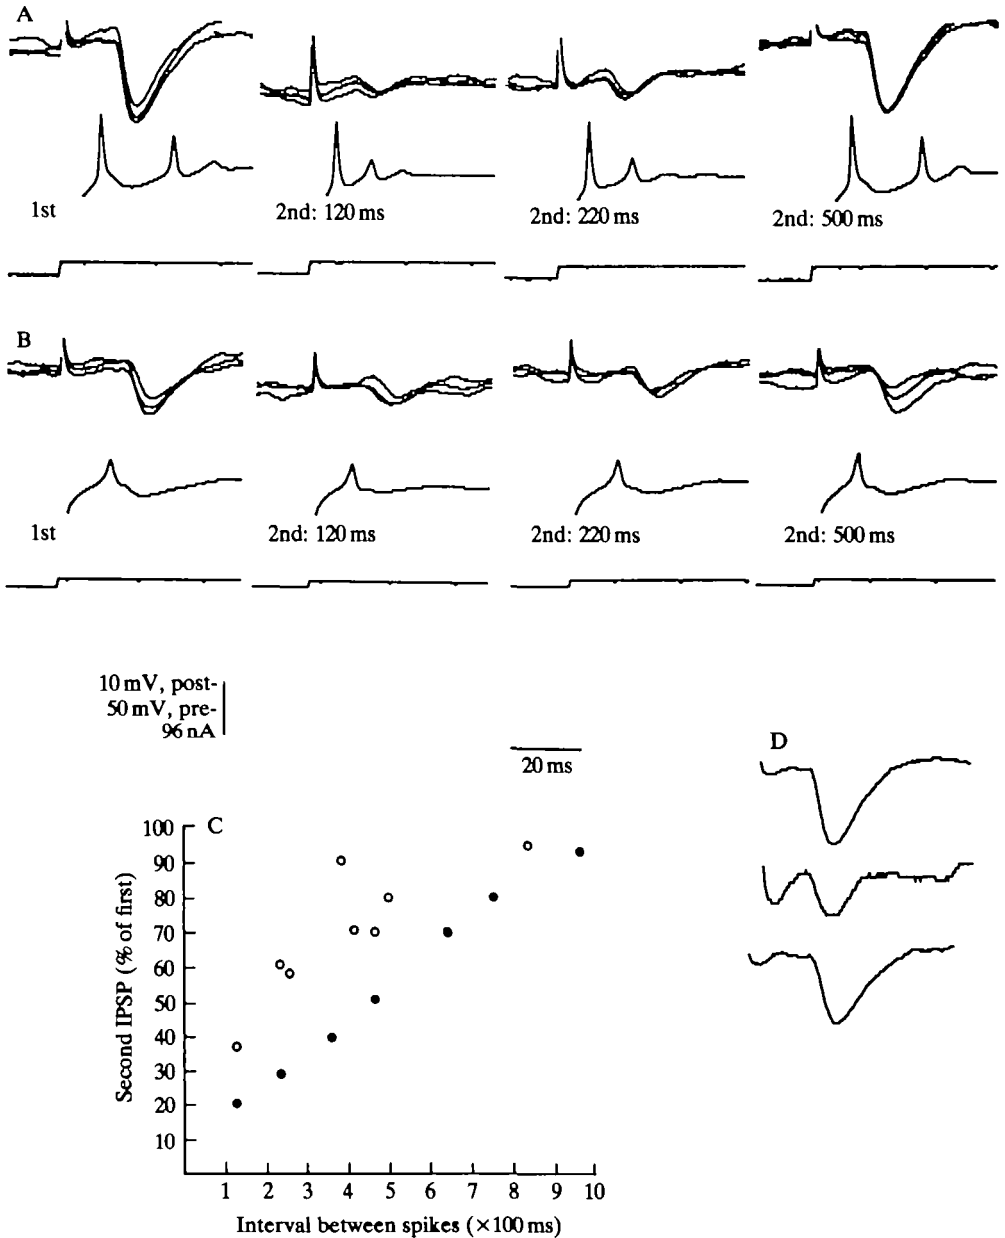 A
1st
2nd: 120 ms
2nd: 220 ms
2nd: 500 ms
B
1st
2nd: 120 ms
2nd: 220 ms
2nd: 500 ms
10 mV, post-
50 mV, pre-
96 nA
20 ms
D
C
100
90
80
70
60
50
40
30
20
10
Second IPSP (% of first)
1 2 3 4 5 6 7 8 9 10
Interval between spikes (×100 ms)